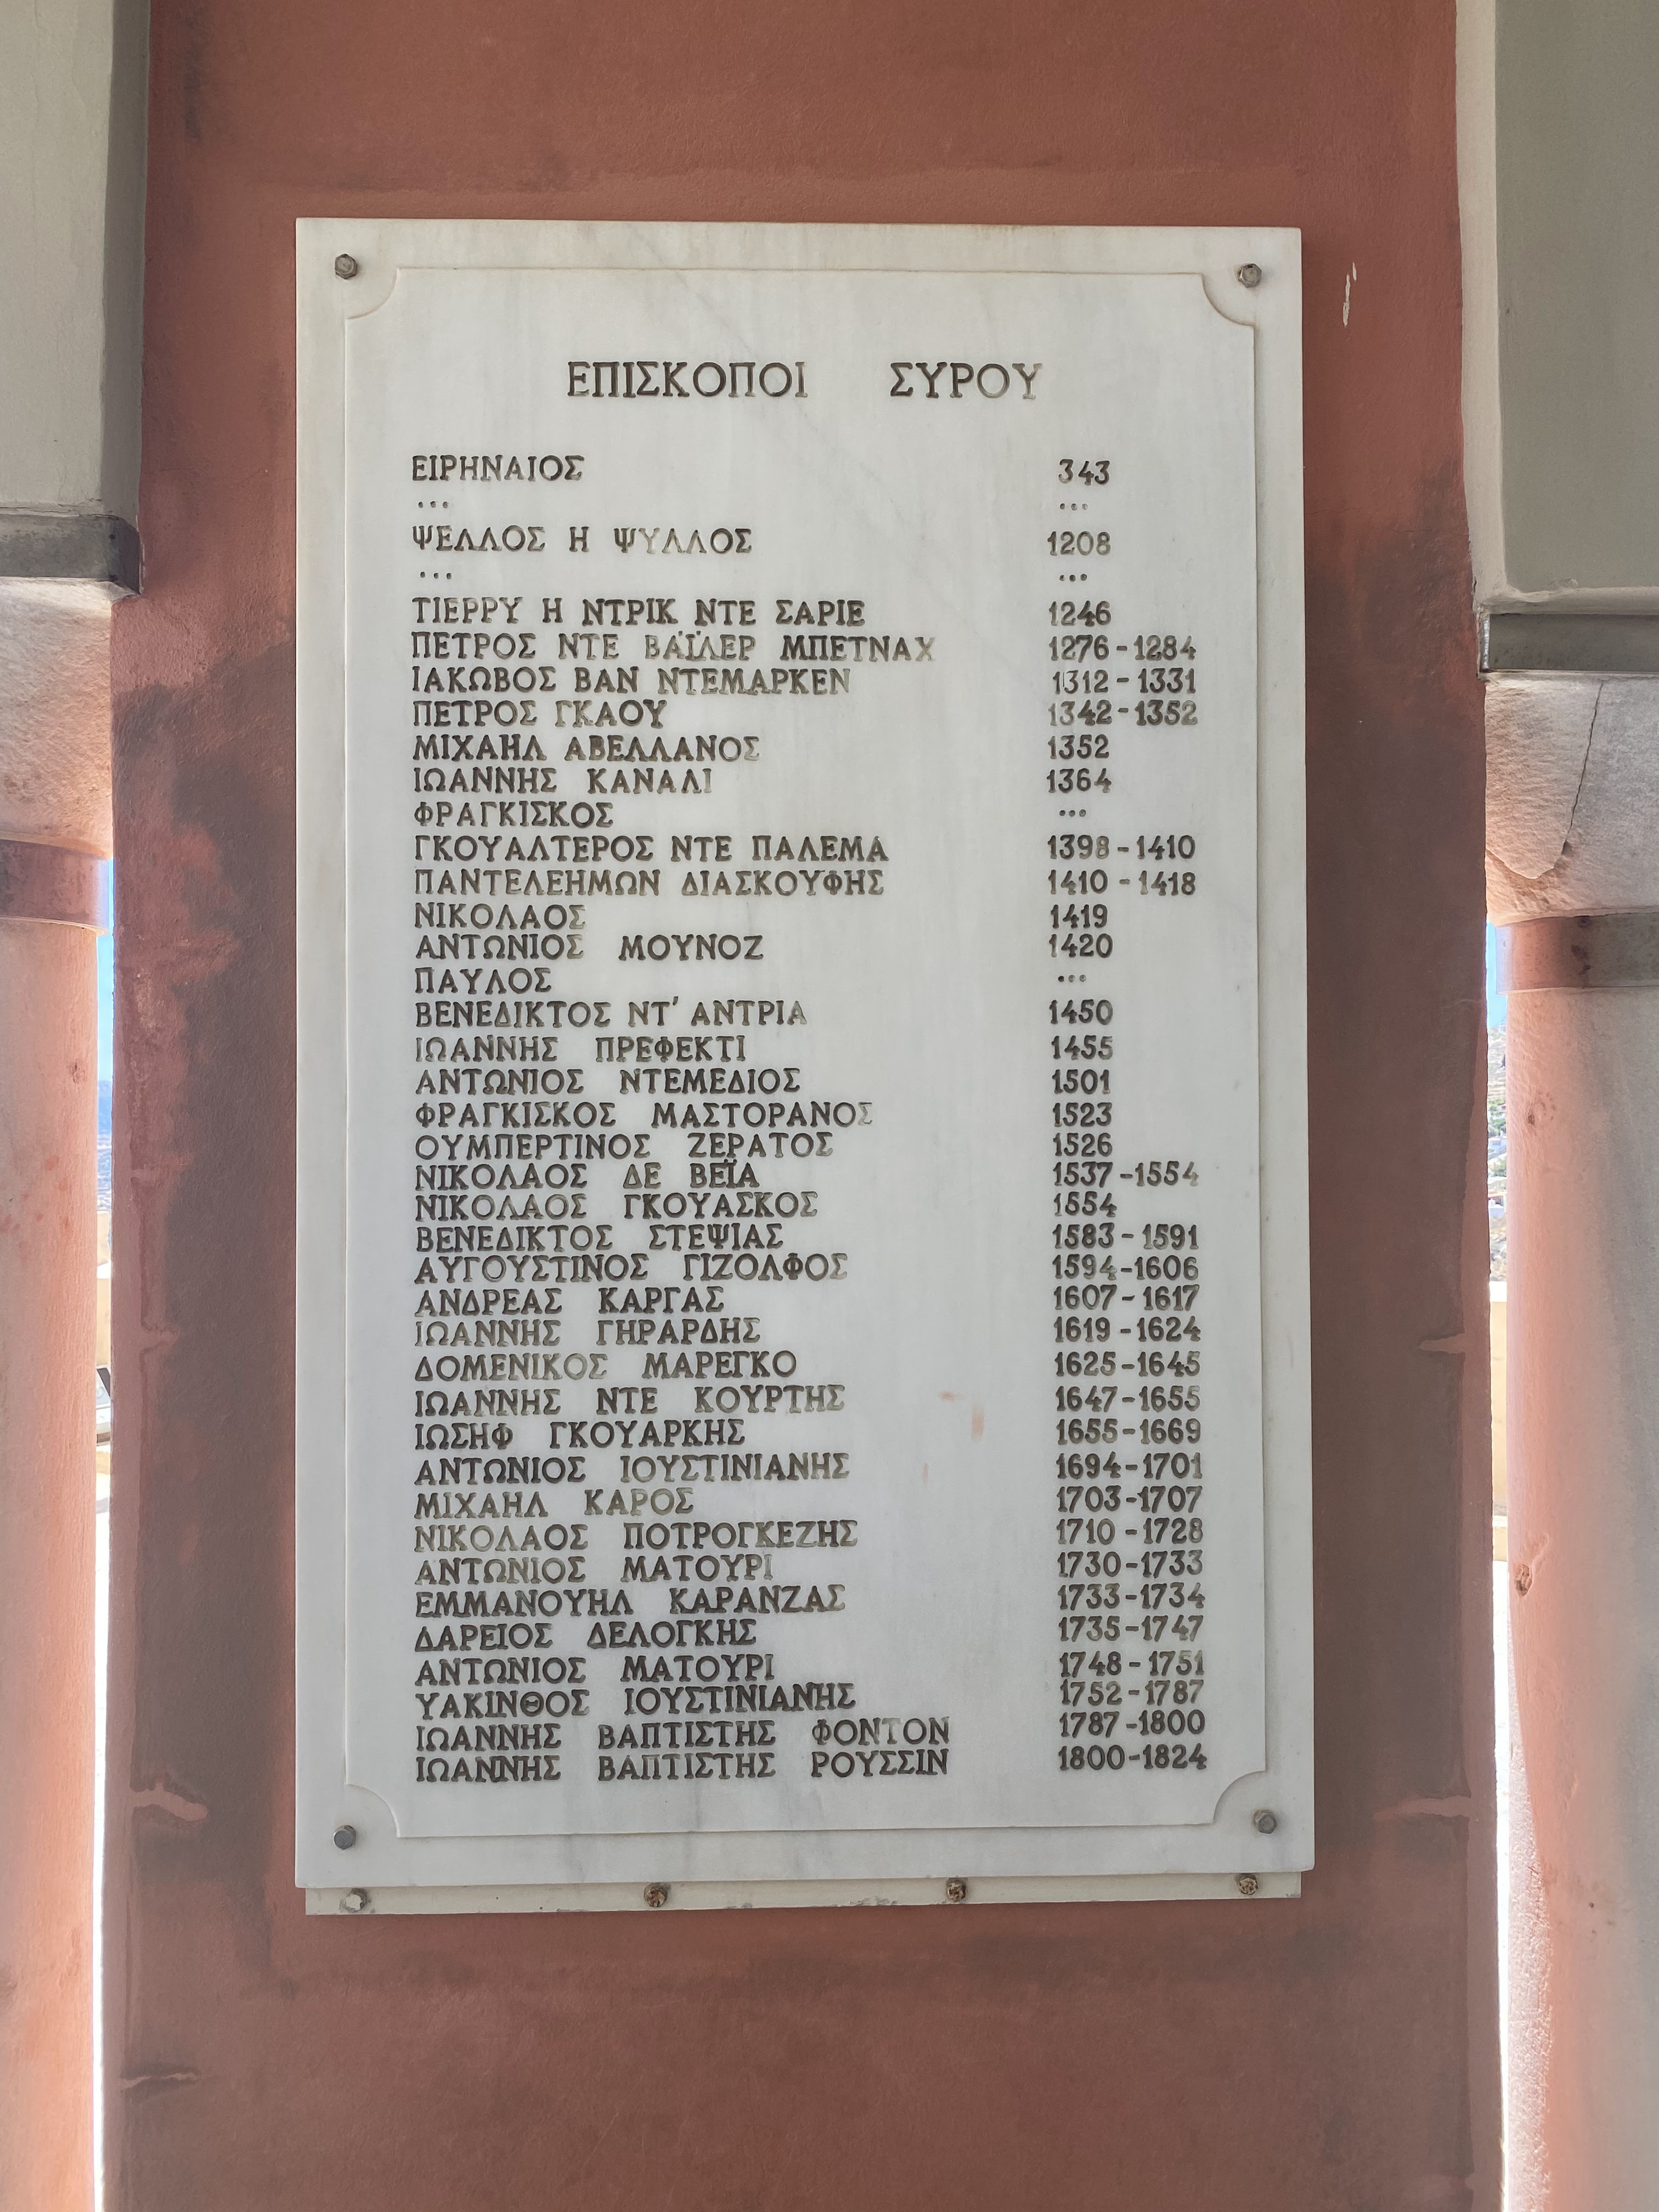 ΕΠΙΣΚΟΠΟΙ ΣΥΡΟΥ
ΕΙΡΗΝΑΙΟΣ 343
... ...
ΨΕΛΛΟΣ Η ΨΥΛΛΟΣ 1208
... ...
ΤΙΕΡΡΥ Η ΝΤΡΙΚ ΝΤΕ ΣΑΡΙΕ 1246
ΠΕΤΡΟΣ ΝΤΕ ΒΑΪΛΕΡ ΜΠΕΤΝΑΧ 1276-1284
ΙΑΚΩΒΟΣ ΒΑΝ ΝΤΕΜΑΡΚΕΝ 1312-1331
ΠΕΤΡΟΣ ΓΚΑΟΥ 1342-1352
ΜΙΧΑΗΛ ΑΒΕΛΛΑΝΟΣ 1352
ΙΩΑΝΝΗΣ ΚΑΝΑΛΙ 1364
ΦΡΑΓΚΙΣΚΟΣ ...
ΓΚΟΥΑΛΤΕΡΟΣ ΝΤΕ ΠΑΛΕΜΑ 1398-1410
ΠΑΝΤΕΛΕΗΜΩΝ ΔΙΑΣΚΟΥΦΗΣ 1410-1418
ΝΙΚΟΛΑΟΣ 1419
ΑΝΤΩΝΙΟΣ ΜΟΥΝΟΖ 1420
ΠΑΥΛΟΣ ...
ΒΕΝΕΔΙΚΤΟΣ ΝΤ' ΑΝΤΡΙΑ 1450
ΙΩΑΝΝΗΣ ΠΡΕΦΕΚΤΙ 1455
ΑΝΤΩΝΙΟΣ ΝΤΕΜΕΔΙΟΣ 1501
ΦΡΑΓΚΙΣΚΟΣ ΜΑΣΤΟΡΑΝΟΣ 1523
ΟΥΜΠΕΡΤΙΝΟΣ ΖΕΡΑΤΟΣ 1526
ΝΙΚΟΛΑΟΣ ΔΕ ΒΕΪΑ 1537-1554
ΝΙΚΟΛΑΟΣ ΓΚΟΥΑΣΚΟΣ 1554
ΒΕΝΕΔΙΚΤΟΣ ΣΤΕΨΙΑΣ 1583-1591
ΑΥΓΟΥΣΤΙΝΟΣ ΓΙΖΟΛΦΟΣ 1594-1606
ΑΝΔΡΕΑΣ ΚΑΡΓΑΣ 1607-1617
ΙΩΑΝΝΗΣ ΓΗΡΑΡΔΗΣ 1619-1624
ΔΟΜΕΝΙΚΟΣ ΜΑΡΕΓΚΟ 1625-1645
ΙΩΑΝΝΗΣ ΝΤΕ ΚΟΥΡΤΗΣ 1647-1655
ΙΩΣΗΦ ΓΚΟΥΑΡΚΗΣ 1655-1669
ΑΝΤΩΝΙΟΣ ΙΟΥΣΤΙΝΙΑΝΗΣ 1694-1701
ΜΙΧΑΗΛ ΚΑΡΟΣ 1703-1707
ΝΙΚΟΛΑΟΣ ΠΟΤΡΟΓΚΕΖΗΣ 1710-1728
ΑΝΤΩΝΙΟΣ ΜΑΤΟΥΡΙ 1730-1733
ΕΜΜΑΝΟΥΗΛ ΚΑΡΑΝΖΑΣ 1733-1734
ΔΑΡΕΙΟΣ ΔΕΛΟΓΚΗΣ 1735-1747
ΑΝΤΩΝΙΟΣ ΜΑΤΟΥΡΙ 1748-1751
ΥΑΚΙΝΘΟΣ ΙΟΥΣΤΙΝΙΑΝΗΣ 1752-1787
ΙΩΑΝΝΗΣ ΒΑΠΤΙΣΤΗΣ ΦΟΝΤΟΝ 1787-1800
ΙΩΑΝΝΗΣ ΒΑΠΤΙΣΤΗΣ ΡΟΥΣΣΙΝ 1800-1824